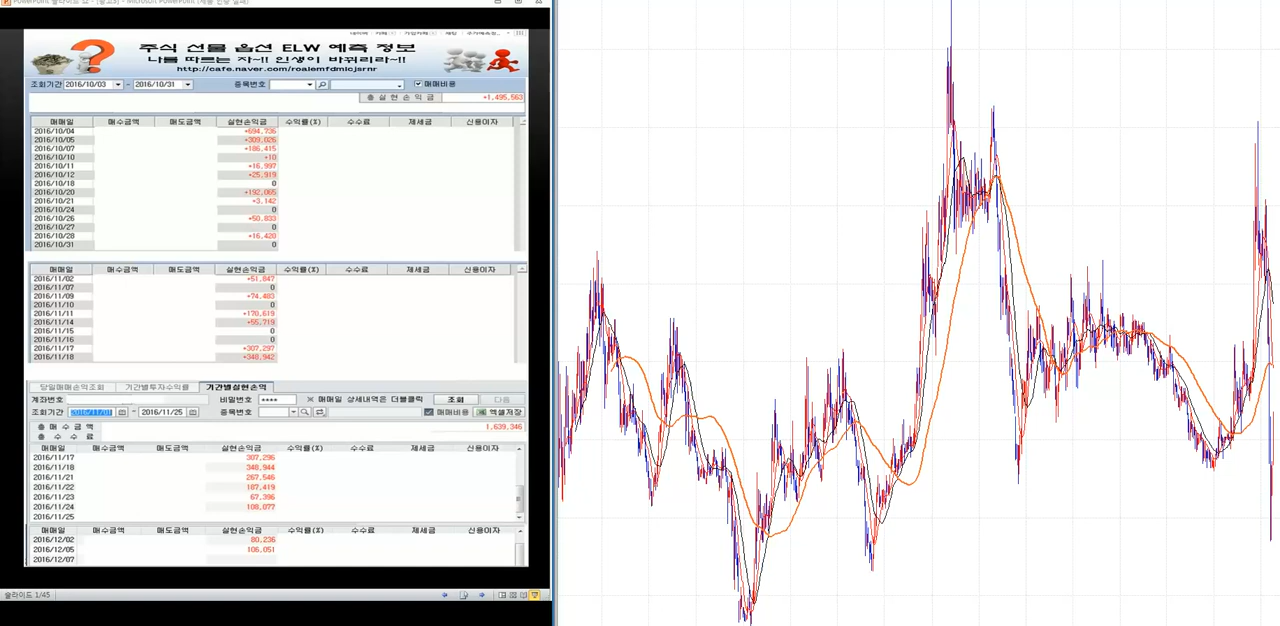 주식 선물 옵션 ELW 예측 정보
나를 따르는 자~!! 인생이 바뀌리라~!!
http://cafe.naver.com/roalemfdmlcjsrnr
조회기간 2016/10/03 ~ 2016/10/31 종목번호 매매비용
총실현손익금 +1,495,563
매매일 매수금액 매도금액 실현손익금 수익률(%) 수수료 제세금 신용이자
2016/10/04 +694,736
2016/10/05 +309,026
2016/10/07 +186,415
2016/10/10 +10
2016/10/11 +16,997
2016/10/12 +25,919
2016/10/18 0
2016/10/20 +192,065
2016/10/21 +3,142
2016/10/24 0
2016/10/26 +50,833
2016/10/27 0
2016/10/28 +16,420
2016/10/31 0
매매일 매수금액 매도금액 실현손익금 수익률(%) 수수료 제세금 신용이자
2016/11/02 +51,847
2016/11/07 0
2016/11/09 +74,483
2016/11/10 0
2016/11/11 +170,619
2016/11/14 +55,719
2016/11/15 0
2016/11/16 0
2016/11/17 +307,297
2016/11/18 +348,942
당일매매손익조회 기간별투자수익률 기간별실현손익
계좌번호 비밀번호 **** ※ 매매일 상세내역은 더블클릭 조회 다음
조회기간 2016/11/01 ~ 2016/11/25 종목번호 매매비용 엑셀저장
총매수금액 1,639,346
총수수료
매매일 매수금액 매도금액 실현손익금 수익률(%) 수수료 제세금 신용이자
2016/11/17 307,296
2016/11/18 348,944
2016/11/21 267,546
2016/11/22 187,419
2016/11/23 67,396
2016/11/24 108,077
2016/11/25
매매일 매수금액 매도금액 실현손익금 수익률(%) 수수료 제세금 신용이자
2016/12/02 80,236
2016/12/05 106,051
2016/12/07
슬라이드 1/45